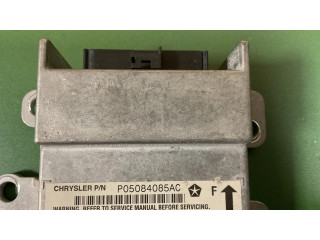 CHRYSLER P/N P05084085AC F
WARNING: REFER TO SERVICE MANUAL BEFORE SERVICING.